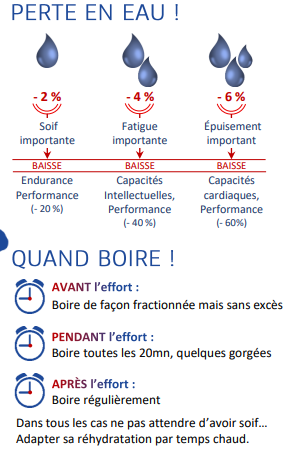 PERTE EN EAU !
- 2 % - 4 % - 6 %
Soif Fatigue Épuisement
importante importante important
BAISSE BAISSE BAISSE
Endurance Capacités Capacités
Performance Intellectuelles, cardiaques,
(- 20 %) Performance Performance
(- 40 %) (- 60%)
QUAND BOIRE !
AVANT l’effort :
Boire de façon fractionnée mais sans excès
PENDANT l’effort :
Boire toutes les 20mn, quelques gorgées
APRÈS l’effort :
Boire régulièrement
Dans tous les cas ne pas attendre d’avoir soif...
Adapter sa réhydratation par temps chaud.